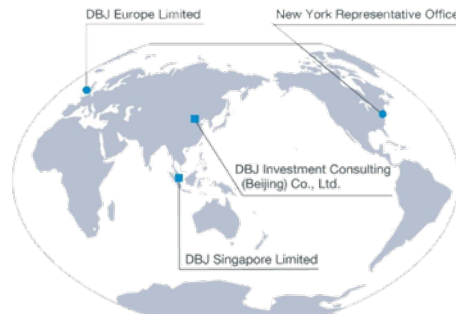 DBJ Europe Limited
New York Representative Office
DBJ Investment Consulting
(Beijing) Co., Ltd.
DBJ Singapore Limited